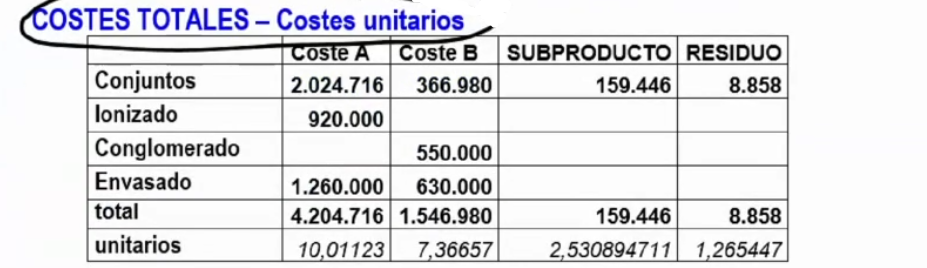 COSTES TOTALES – Costes unitarios
Coste A Coste B SUBPRODUCTO RESIDUO
Conjuntos 2.024.716 366.980 159.446 8.858
Ionizado 920.000
Conglomerado 550.000
Envasado 1.260.000 630.000
total 4.204.716 1.546.980 159.446 8.858
unitarios 10,01123 7,36657 2,530894711 1,265447